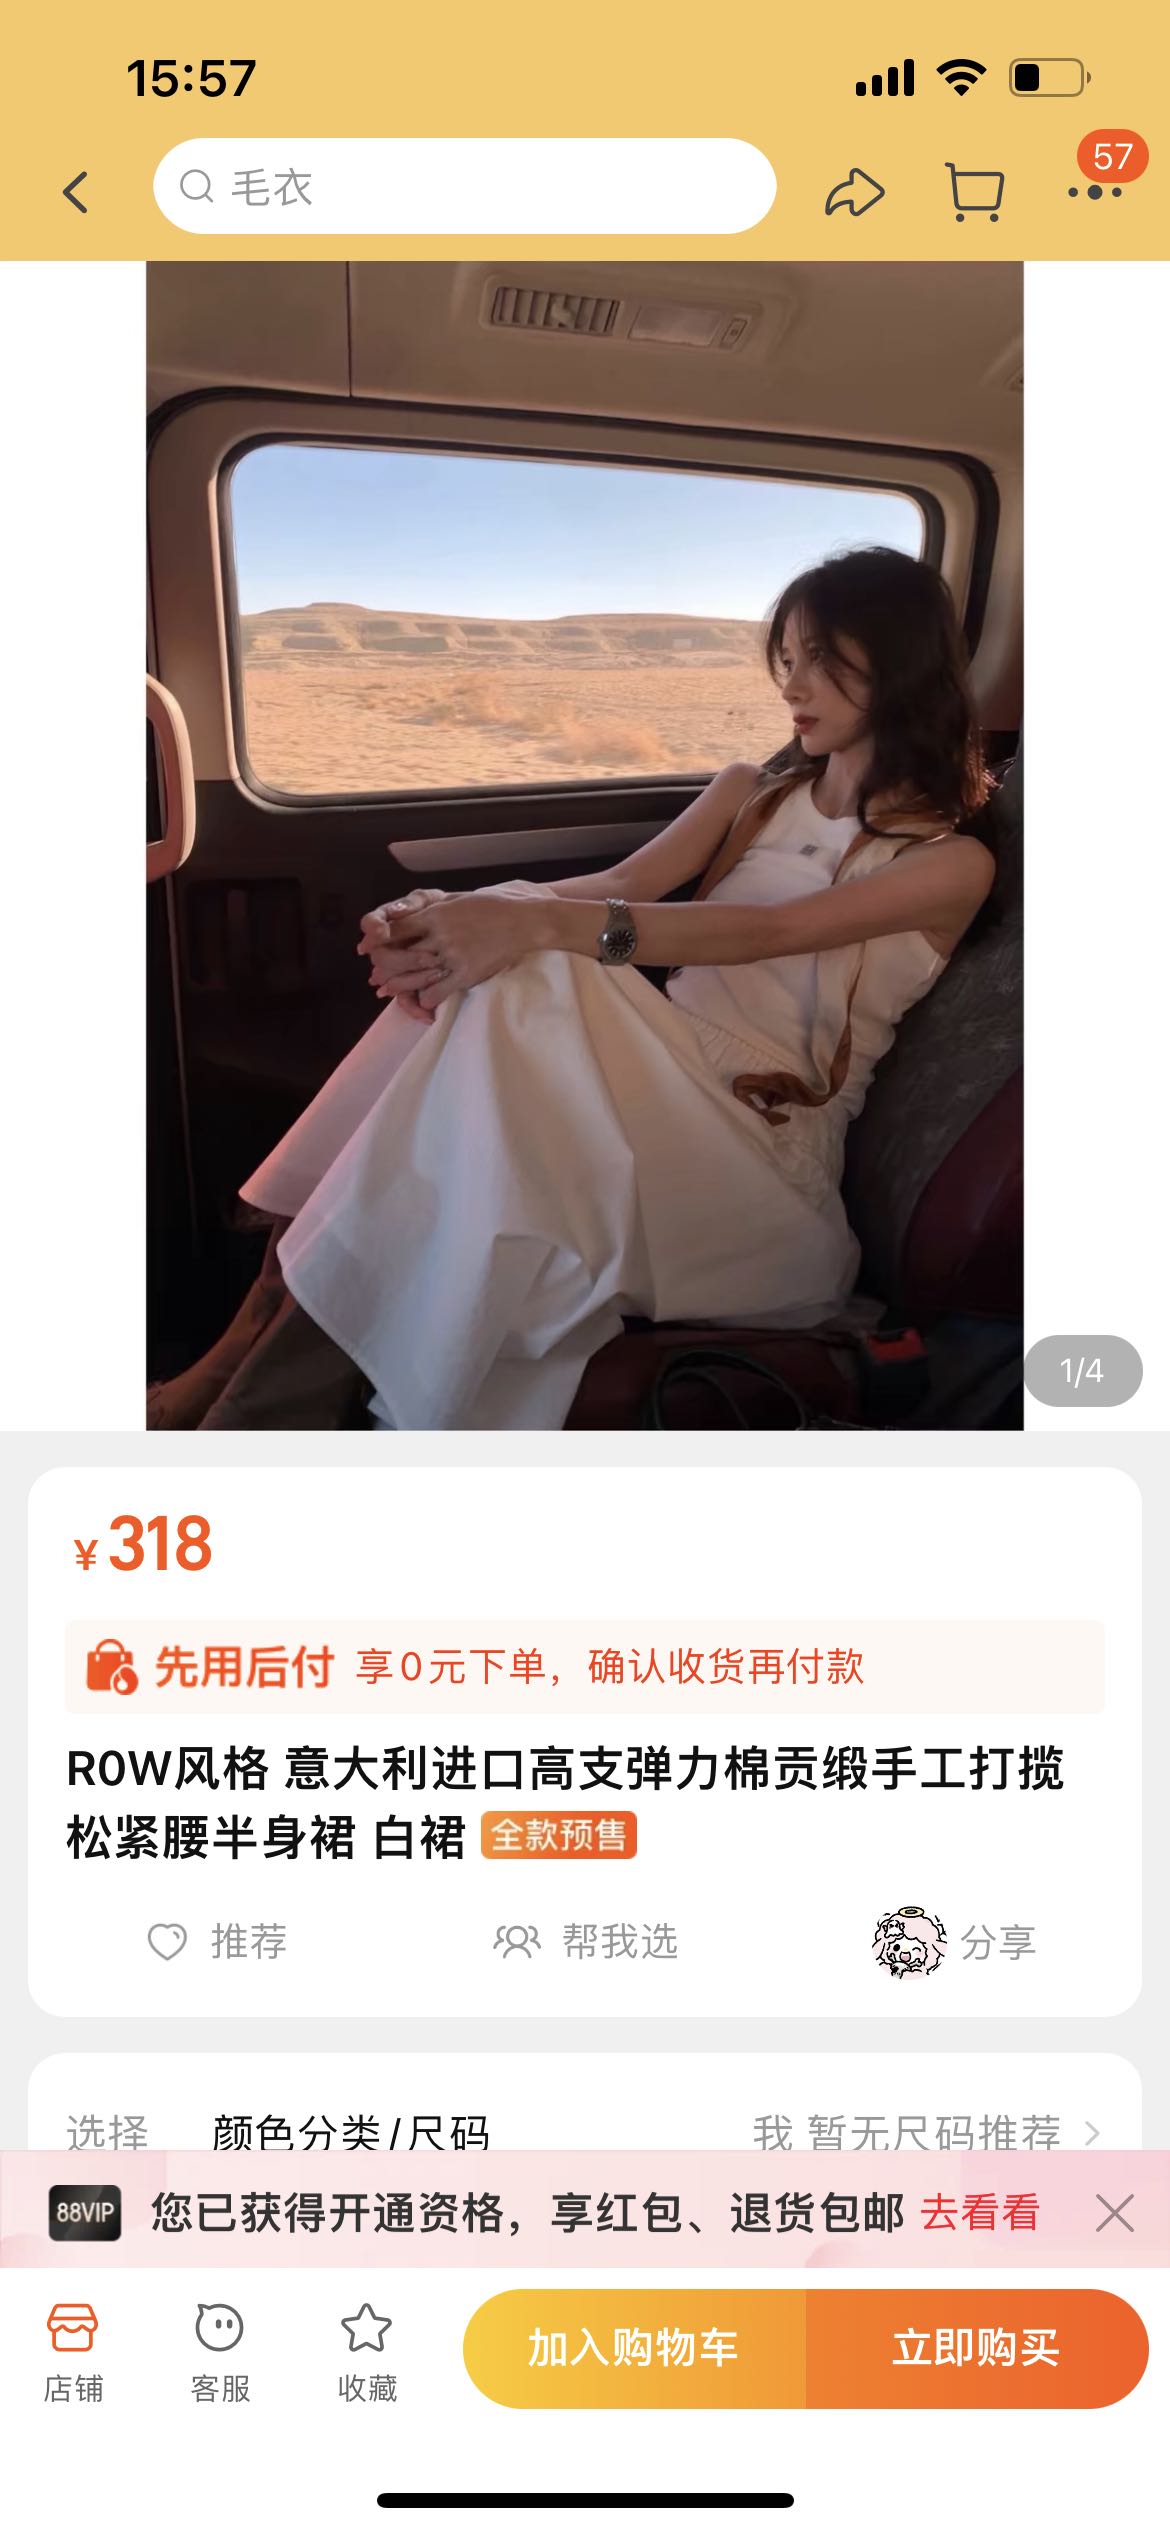 15:57
毛衣
57
1/4
¥318
先用后付 享0元下单，确认收货再付款
R0W风格 意大利进口高支弹力棉贡缎手工打揽
松紧腰半身裙 白裙 全款预售
推荐 帮我选 分享
选择 颜色分类/尺码 我 暂无尺码推荐
88VIP 您已获得开通资格，享红包、退货包邮 去看看
店铺 客服 收藏 加入购物车 立即购买